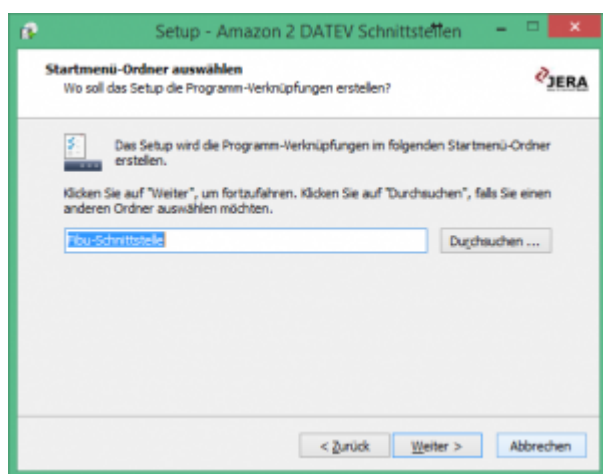 Setup - Amazon 2 DATEV Schnittstellen
Startmenü-Ordner auswählen
Wo soll das Setup die Programm-Verknüpfungen erstellen?
JERA
Das Setup wird die Programm-Verknüpfungen im folgenden Startmenü-Ordner
erstellen.
Klicken Sie auf "Weiter", um fortzufahren. Klicken Sie auf "Durchsuchen", falls Sie einen
anderen Ordner auswählen möchten.
Fibu-Schnittstelle
Durchsuchen ...
< Zurück
Weiter >
Abbrechen